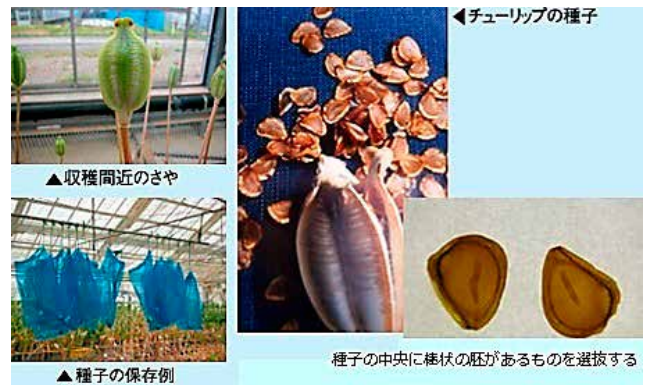 ◀チューリップの種子
▲収穫間近のさや
▲種子の保存例
種子の中央に棒状の胚があるものを選抜する